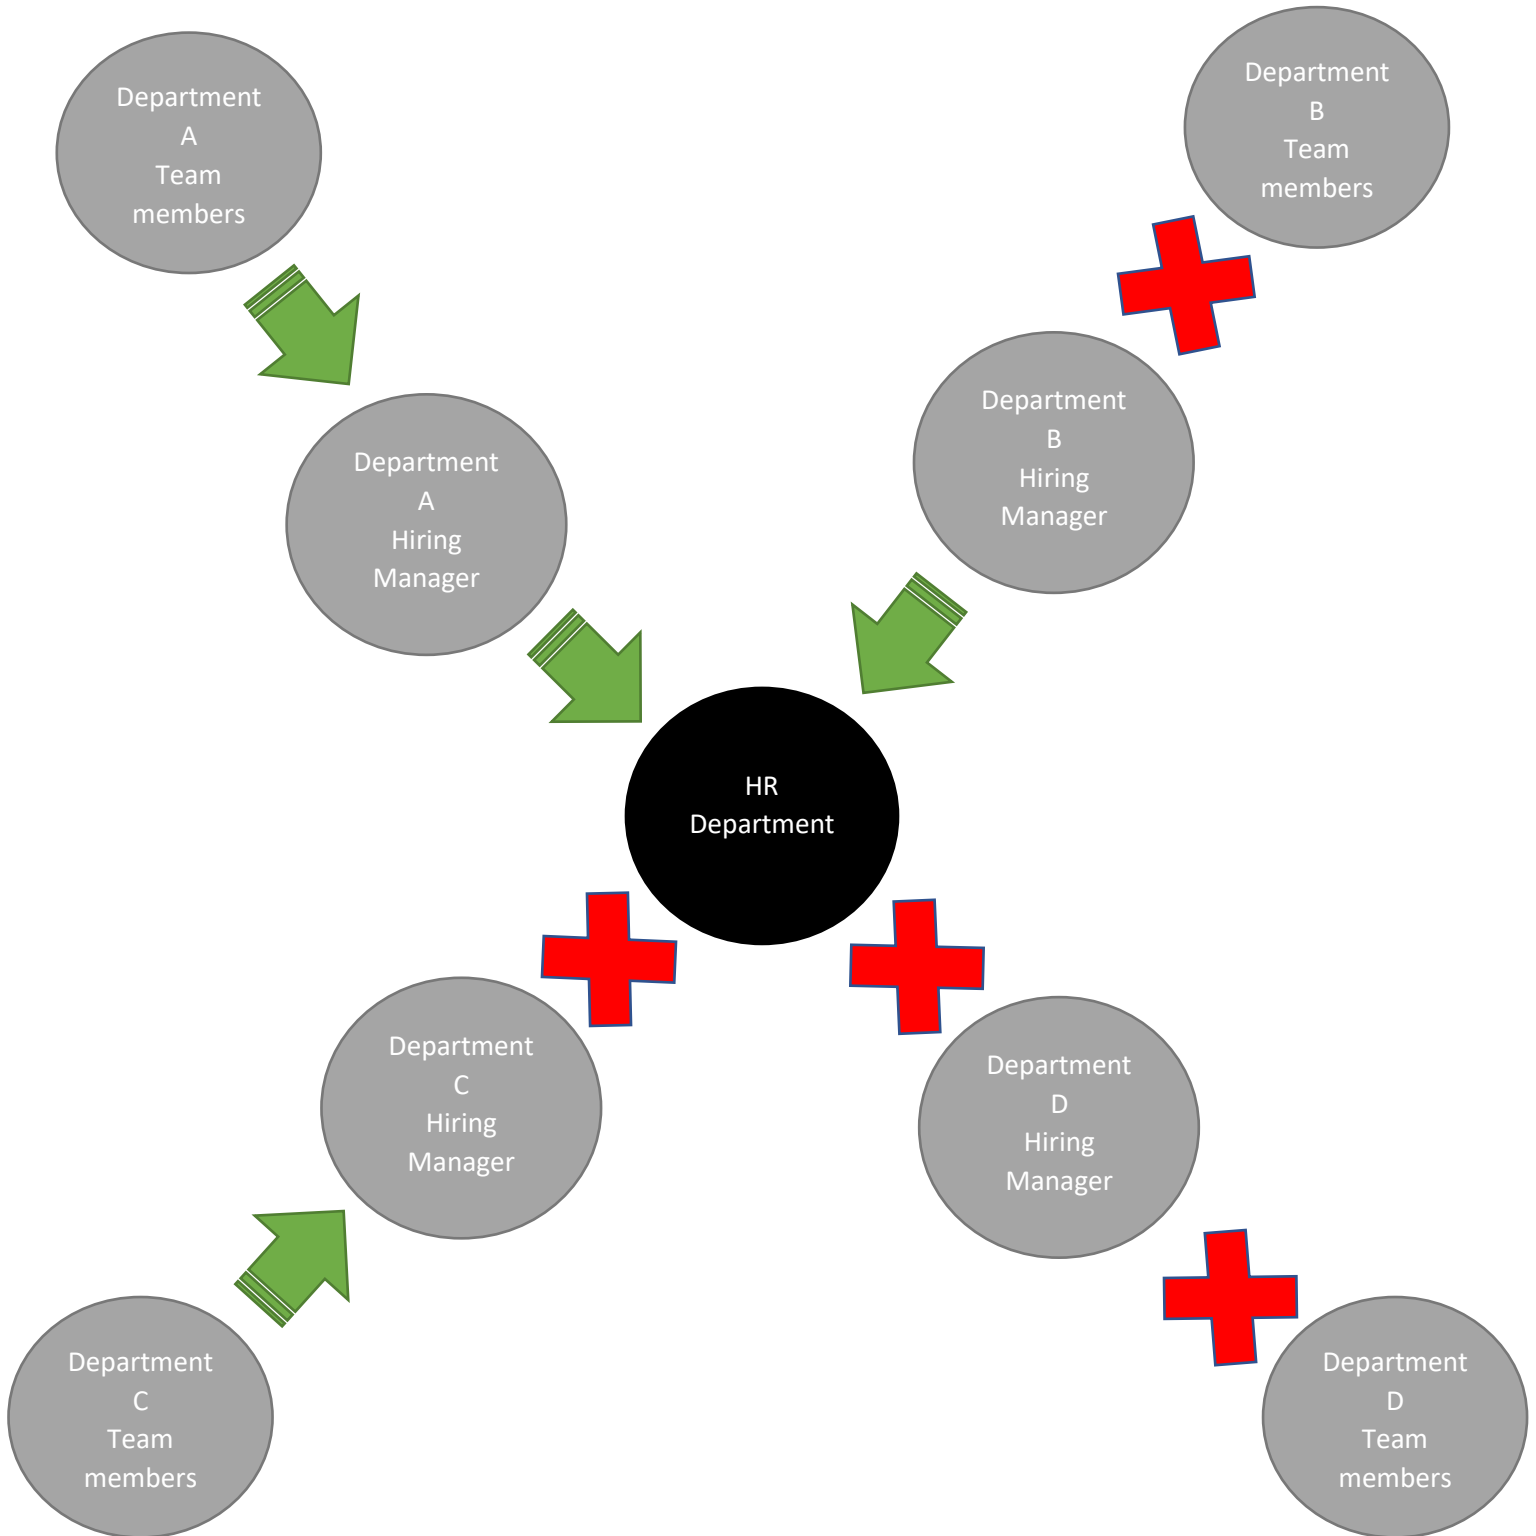 Department
A
Team
members
Department
B
Team
members
Department
A
Hiring
Manager
Department
B
Hiring
Manager
HR
Department
Department
C
Hiring
Manager
Department
D
Hiring
Manager
Department
C
Team
members
Department
D
Team
members